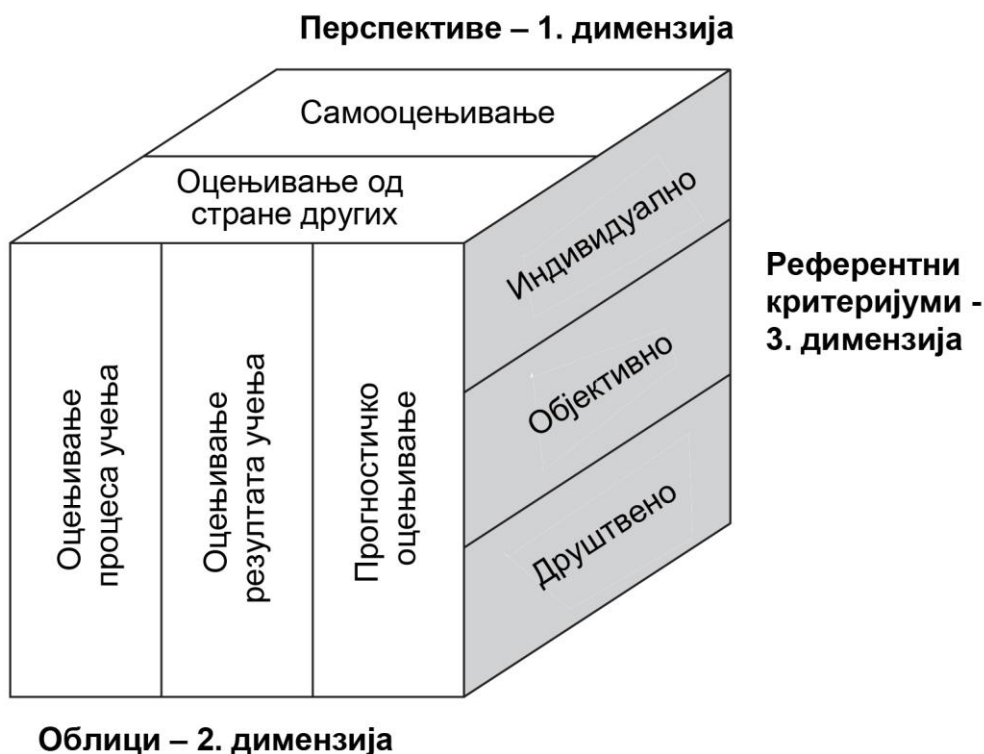 Перспективе – 1. димензија
Самооцењивање
Оцењивање од
стране других
Индивидуално
Објективно
Друштвено
Референтни
критеријуми -
3. димензија
Оцењивање
процеса учења
Оцењивање
резултата учења
Прогностичко
оцењивање
Облици – 2. димензија